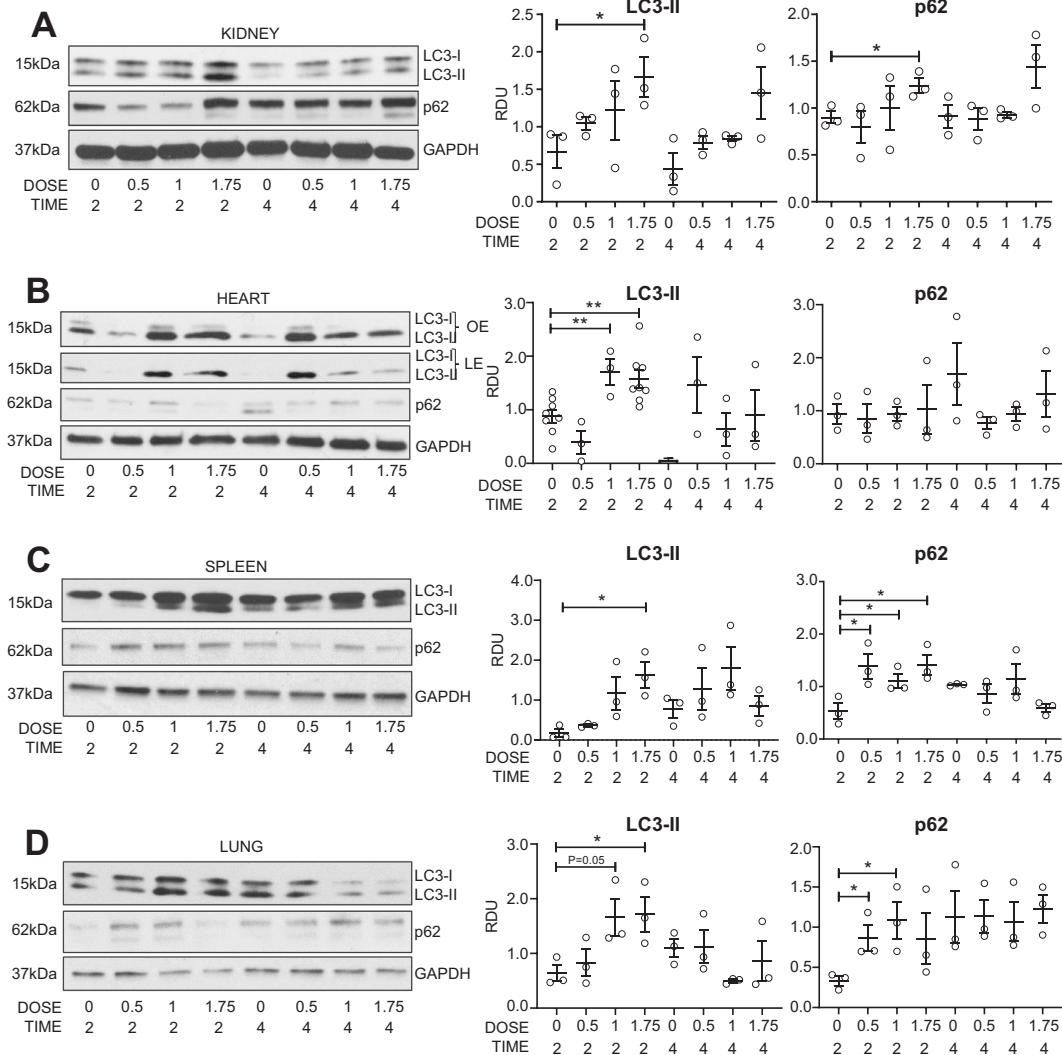 A
KIDNEY
15kDa
LC3-I
LC3-II
62kDa
p62
37kDa
GAPDH
DOSE 0 0.5 1 1.75 0 0.5 1 1.75
TIME 2 2 2 2 4 4 4 4
LC3-II
RDU
2.5
2.0
1.5
1.0
0.5
0.0
*
DOSE 0 0.5 1 1.75 0 0.5 1 1.75
TIME 2 2 2 2 4 4 4 4
p62
2.0
1.5
1.0
0.5
0.0
*
0 0.5 1 1.75 0 0.5 1 1.75
2 2 2 2 4 4 4 4
B
HEART
15kDa
LC3-I
LC3-II
OE
15kDa
LC3-I
LC3-II
LE
62kDa
p62
37kDa
GAPDH
DOSE 0 0.5 1 1.75 0 0.5 1 1.75
TIME 2 2 2 2 4 4 4 4
LC3-II
RDU
3.0
2.0
1.0
0.0
**
**
DOSE 0 0.5 1 1.75 0 0.5 1 1.75
TIME 2 2 2 2 4 4 4 4
p62
3.0
2.0
1.0
0.0
0 0.5 1 1.75 0 0.5 1 1.75
2 2 2 2 4 4 4 4
C
SPLEEN
15kDa
LC3-I
LC3-II
62kDa
p62
37kDa
GAPDH
DOSE 0 0.5 1 1.75 0 0.5 1 1.75
TIME 2 2 2 2 4 4 4 4
LC3-II
RDU
4.0
3.0
2.0
1.0
0.0
*
DOSE 0 0.5 1 1.75 0 0.5 1 1.75
TIME 2 2 2 2 4 4 4 4
p62
3.0
2.0
1.0
0.0
*
*
*
0 0.5 1 1.75 0 0.5 1 1.75
2 2 2 2 4 4 4 4
D
LUNG
15kDa
LC3-I
LC3-II
62kDa
p62
37kDa
GAPDH
DOSE 0 0.5 1 1.75 0 0.5 1 1.75
TIME 2 2 2 2 4 4 4 4
LC3-II
RDU
3.0
2.0
1.0
0.0
*
P=0.05
DOSE 0 0.5 1 1.75 0 0.5 1 1.75
TIME 2 2 2 2 4 4 4 4
p62
2.0
1.5
1.0
0.5
0.0
*
*
0 0.5 1 1.75 0 0.5 1 1.75
2 2 2 2 4 4 4 4